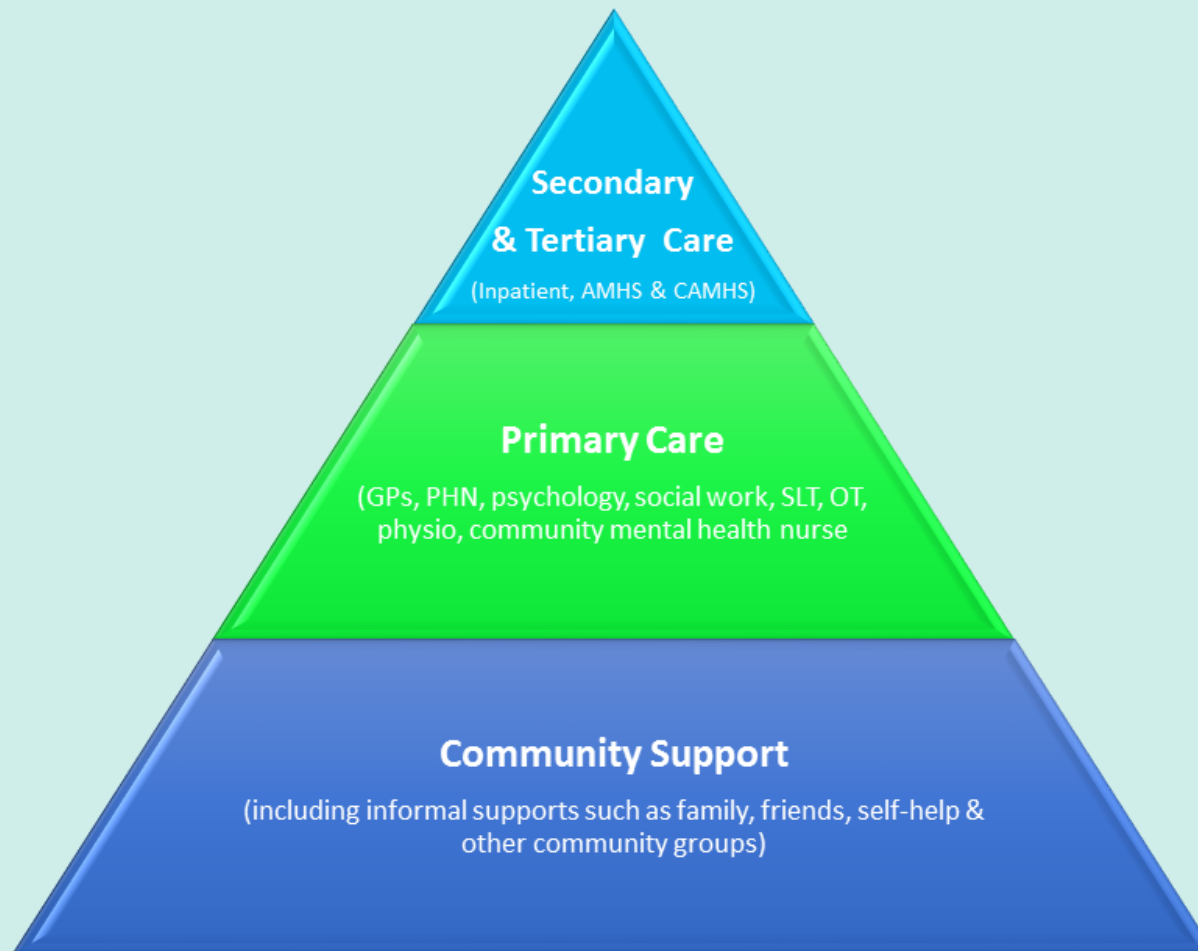 Secondary
& Tertiary Care
(Inpatient, AMHS & CAMHS)
Primary Care
(GPs, PHN, psychology, social work, SLT, OT,
physio, community mental health nurse
Community Support
(including informal supports such as family, friends, self-help &
other community groups)